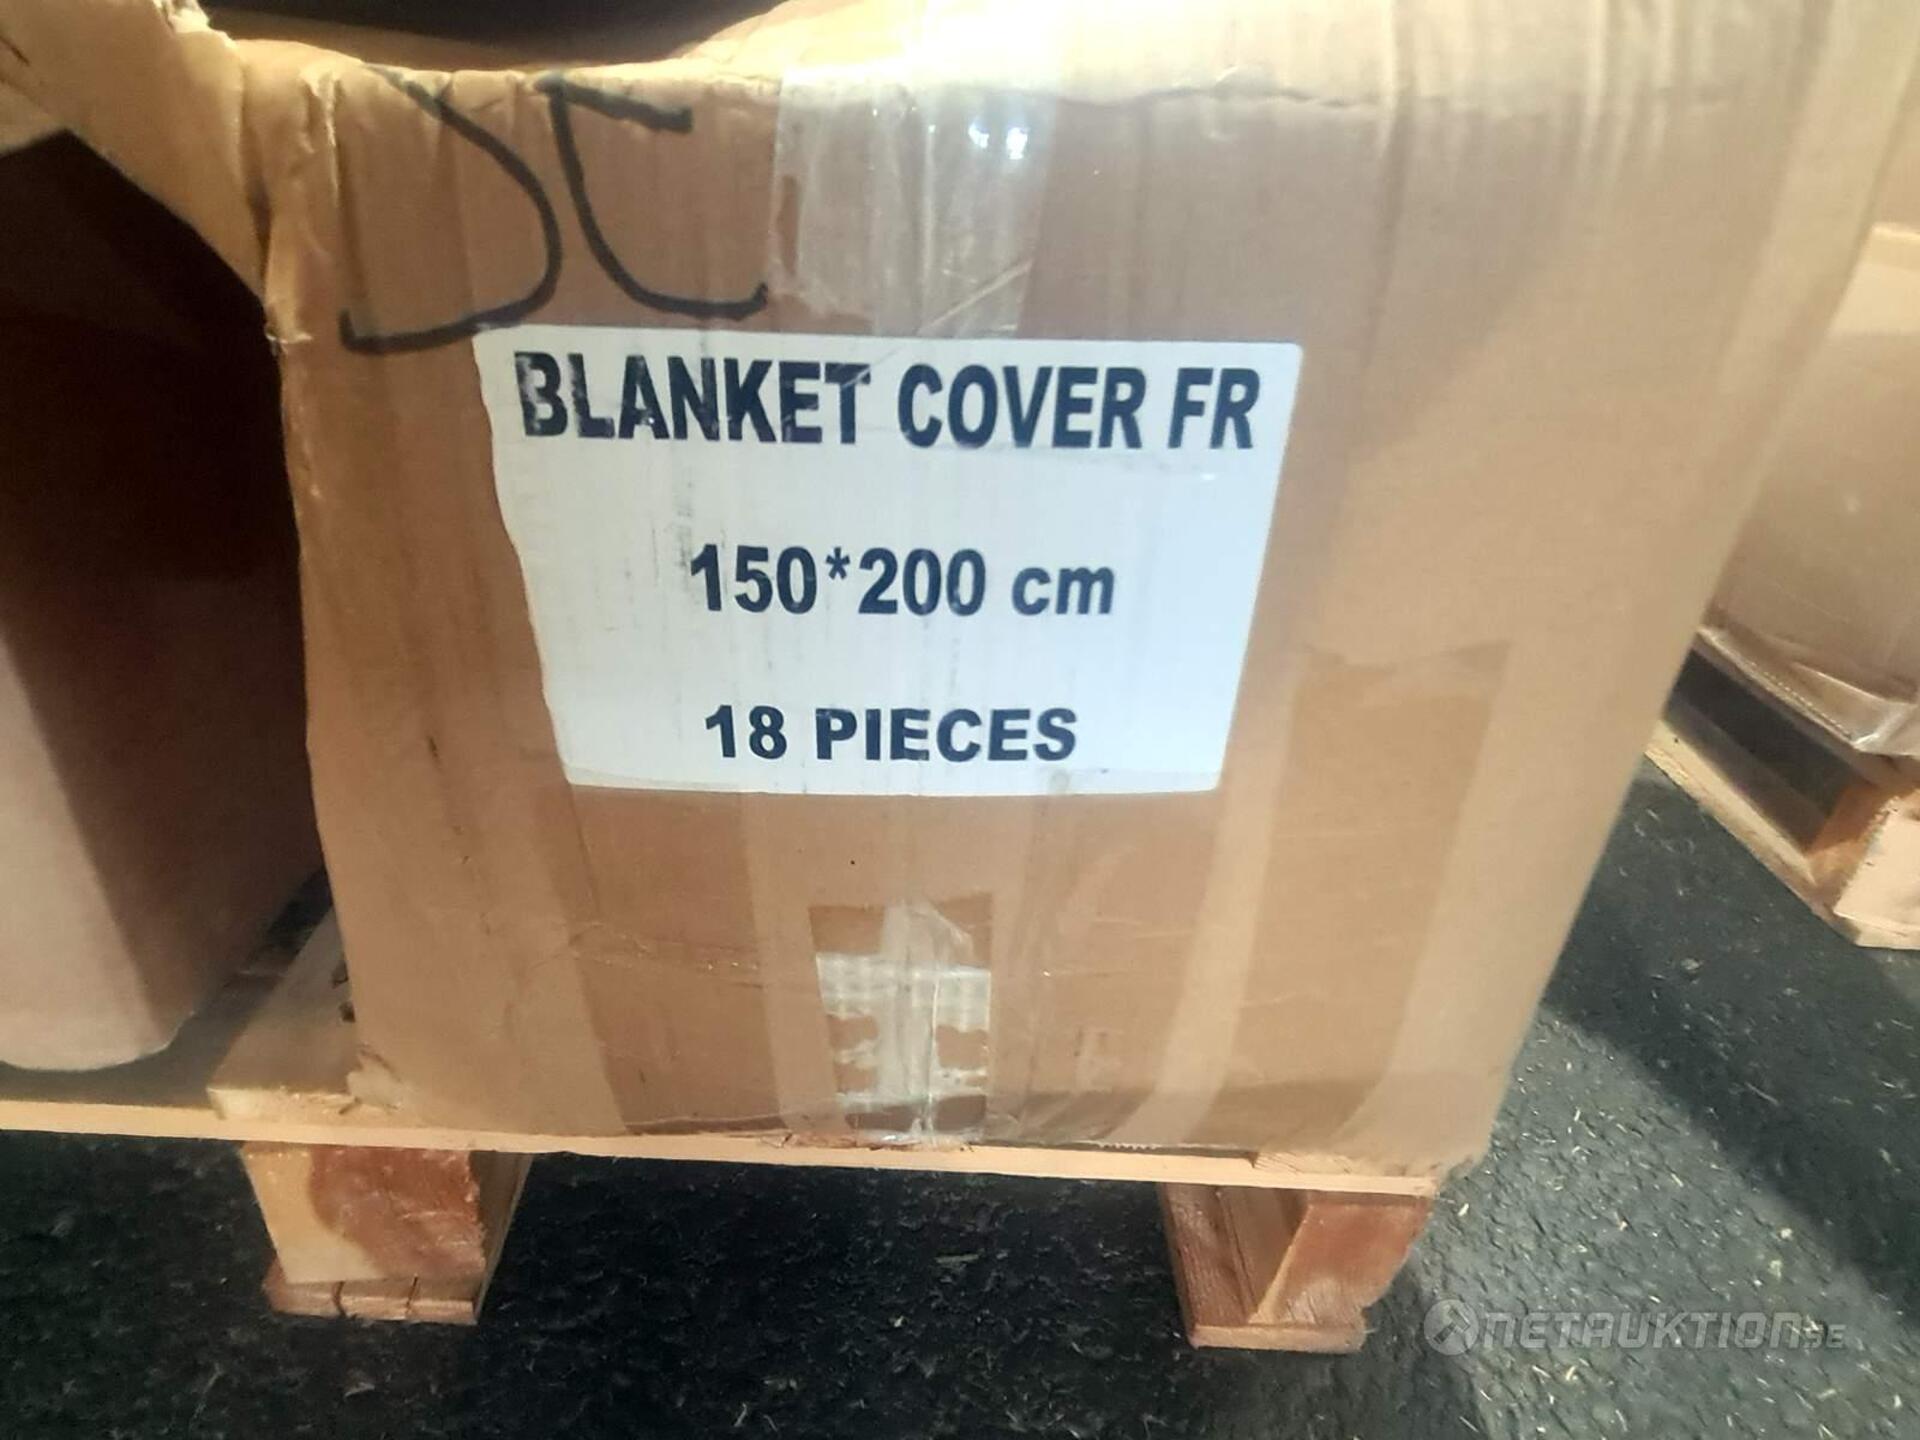 BLANKET COVER FR
150*200 cm
18 PIECES
NETAUKTION.SE